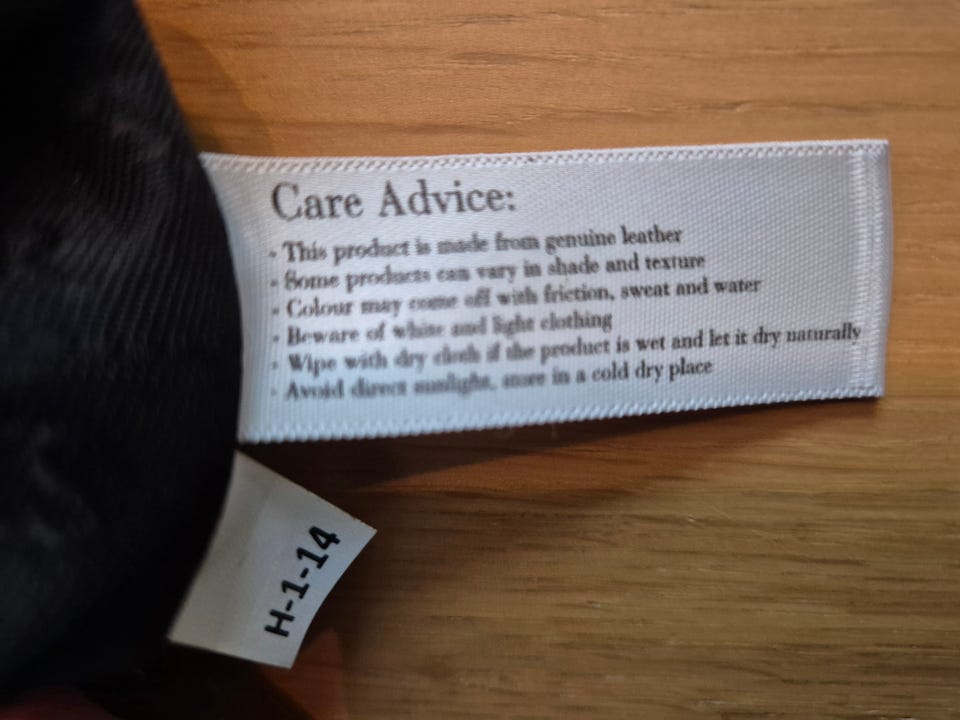 Care Advice:
- This product is made from genuine leather
- Some products can vary in shade and texture
- Colour may come off with friction, sweat and water
- Beware of white and light clothing
- Wipe with dry cloth if the product is wet and let it dry naturally
- Avoid direct sunlight, store in a cold dry place
H-1-14